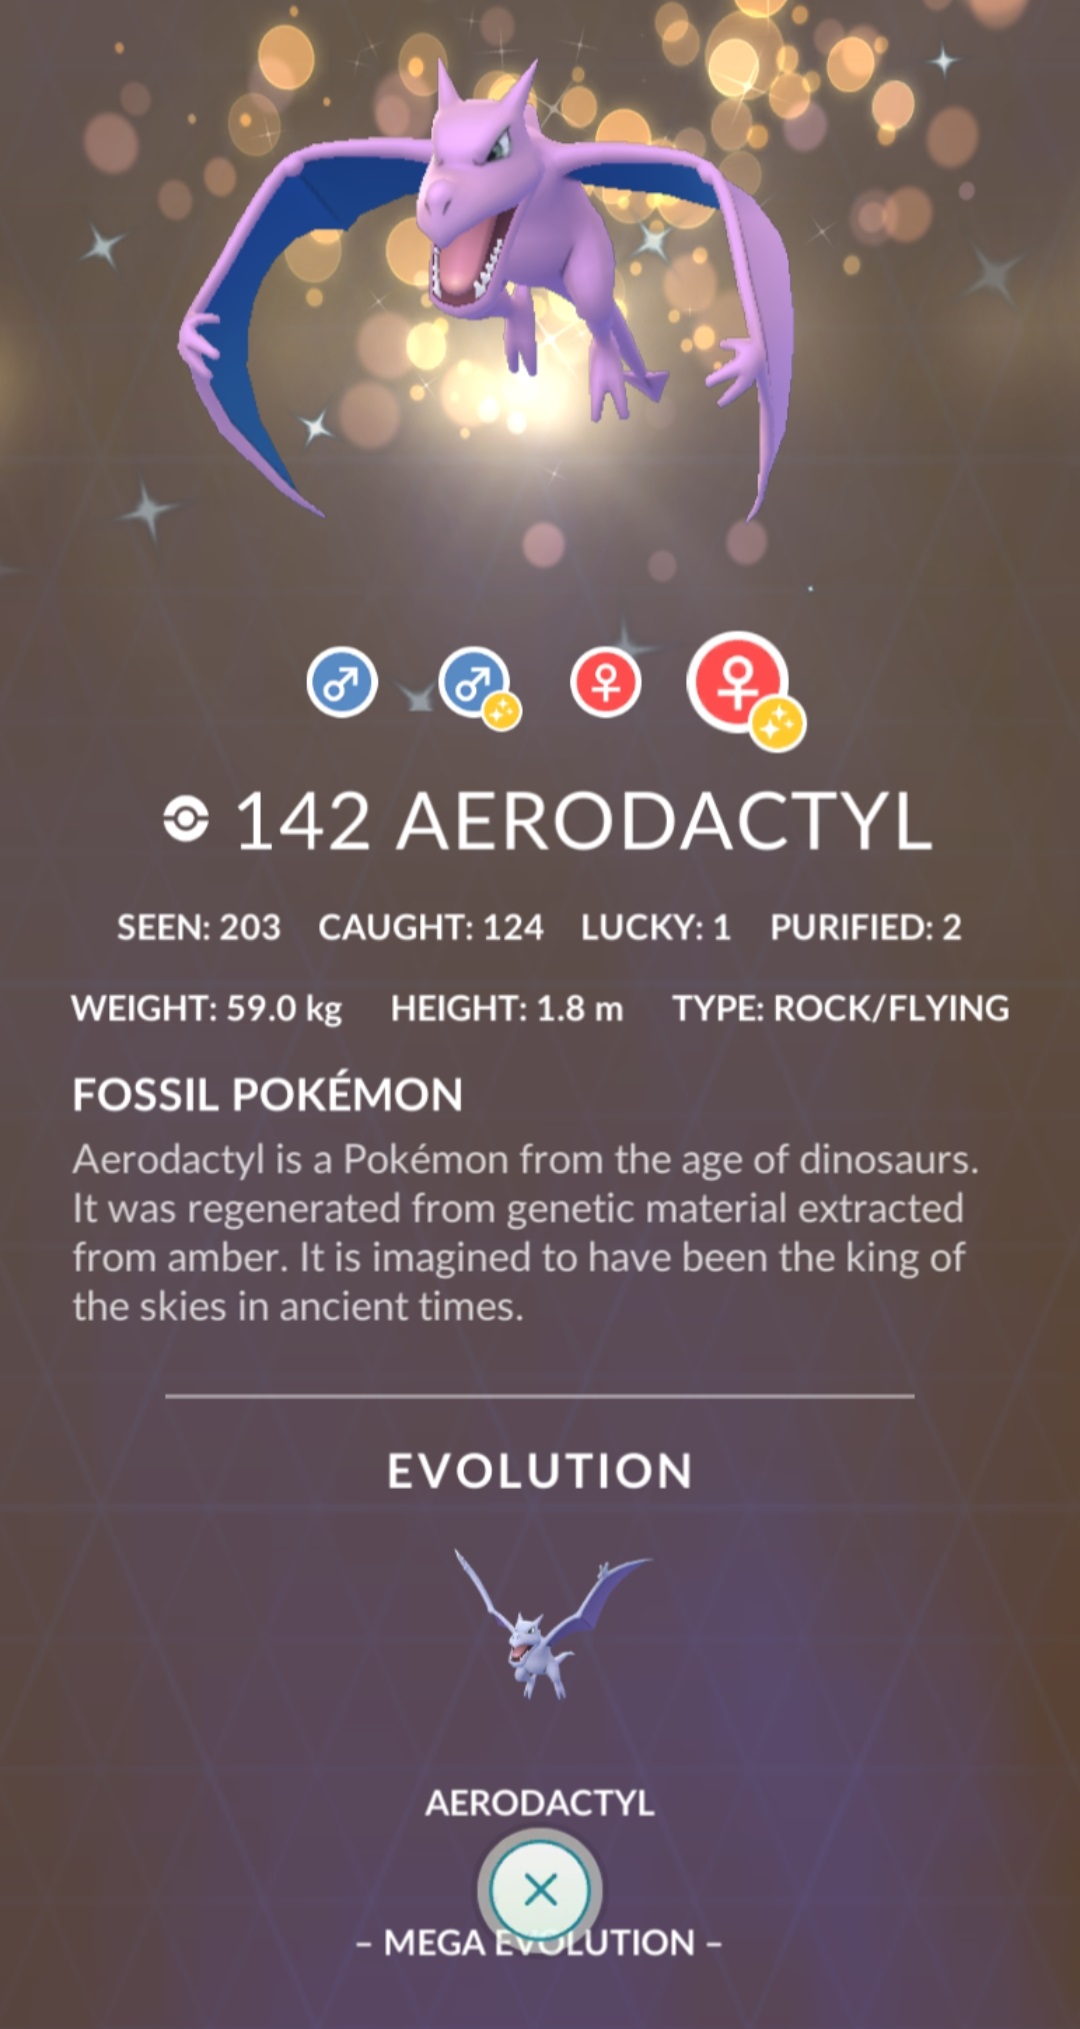 142 AERODACTYL
SEEN: 203 CAUGHT: 124 LUCKY: 1 PURIFIED: 2
WEIGHT: 59.0 kg HEIGHT: 1.8 m TYPE: ROCK/FLYING
FOSSIL POKÉMON
Aerodactyl is a Pokémon from the age of dinosaurs.
It was regenerated from genetic material extracted
from amber. It is imagined to have been the king of
the skies in ancient times.
EVOLUTION
AERODACTYL
– MEGA EVOLUTION –